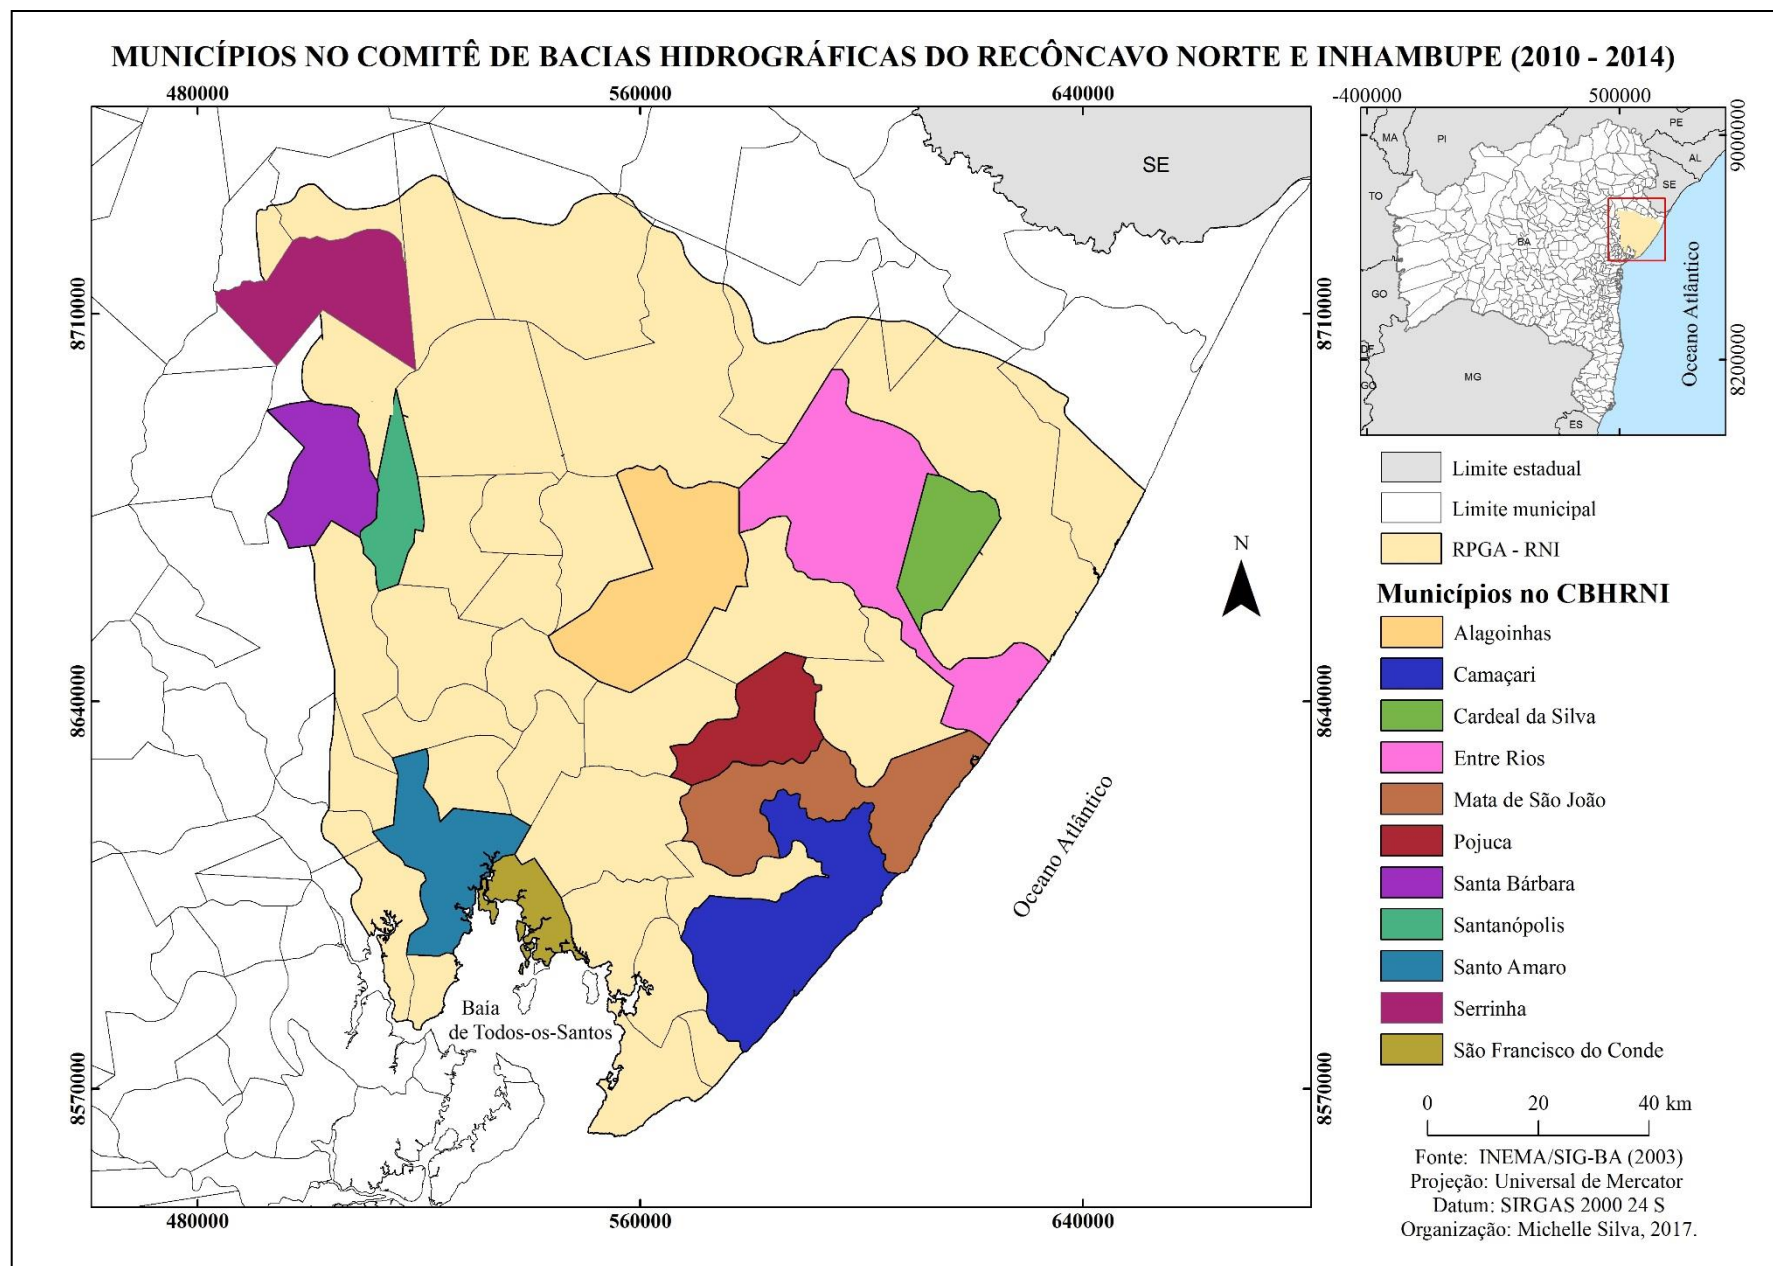 MUNICÍPIOS NO COMITÊ DE BACIAS HIDROGRÁFICAS DO RECÔNCAVO NORTE E INHAMBUPE (2010 - 2014)
480000
560000
640000
8710000
8640000
8570000
8710000
8640000
8570000
480000
560000
640000
SE
N
Oceano Atlântico
Baía
de Todos-os-Santos
-400000
500000
9000000
8200000
MA
PI
PE
AL
SE
TO
BA
GO
DF
GO
MG
ES
Oceano Atlântico
Limite estadual
Limite municipal
RPGA - RNI
Municípios no CBHRNI
Alagoinhas
Camaçari
Cardeal da Silva
Entre Rios
Mata de São João
Pojuca
Santa Bárbara
Santanópolis
Santo Amaro
Serrinha
São Francisco do Conde
0 20 40 km
Fonte: INEMA/SIG-BA (2003)
Projeção: Universal de Mercator
Datum: SIRGAS 2000 24 S
Organização: Michelle Silva, 2017.